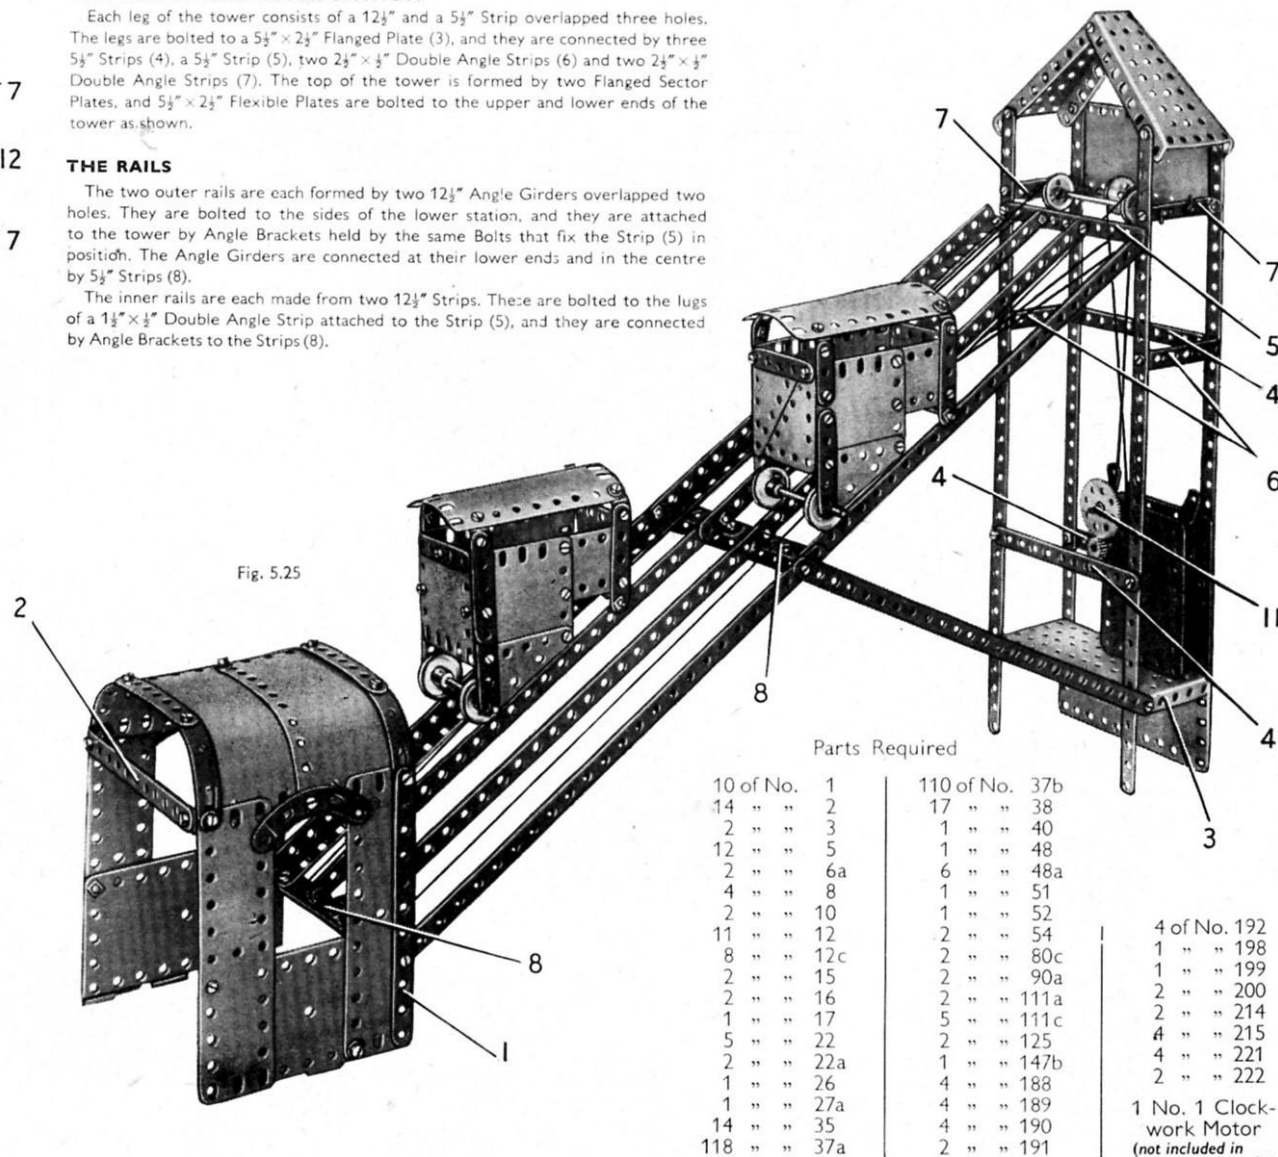 Each leg of the tower consists of a 12½″ and a 5½″ Strip overlapped three holes.
The legs are bolted to a 5½″ × 2½″ Flanged Plate (3), and they are connected by three
5½″ Strips (4), a 5½″ Strip (5), two 2½″ × ½″ Double Angle Strips (6) and two 2½″ × ½″
Double Angle Strips (7). The top of the tower is formed by two Flanged Sector
Plates, and 5½″ × 2½″ Flexible Plates are bolted to the upper and lower ends of the
tower as shown.
7
12
7
THE RAILS
The two outer rails are each formed by two 12½″ Angle Girders overlapped two
holes. They are bolted to the sides of the lower station, and they are attached
to the tower by Angle Brackets held by the same Bolts that fix the Strip (5) in
position. The Angle Girders are connected at their lower ends and in the centre
by 5½″ Strips (8).
The inner rails are each made from two 12½″ Strips. These are bolted to the lugs
of a 1½″ × ½″ Double Angle Strip attached to the Strip (5), and they are connected
by Angle Brackets to the Strips (8).
7
7
5
4
6
4
11
4
3
8
Fig. 5.25
2
8
1
Parts Required
10 of No. 1
14 " " 2
2 " " 3
12 " " 5
2 " " 6a
4 " " 8
2 " " 10
11 " " 12
8 " " 12c
2 " " 15
2 " " 16
1 " " 17
5 " " 22
2 " " 22a
1 " " 26
1 " " 27a
14 " " 35
118 " " 37a
110 of No. 37b
17 " " 38
1 " " 40
1 " " 48
6 " " 48a
1 " " 51
1 " " 52
2 " " 54
2 " " 80c
2 " " 90a
2 " " 111a
5 " " 111c
2 " " 125
1 " " 147b
4 " " 188
4 " " 189
4 " " 190
2 " " 191
4 of No. 192
1 " " 198
1 " " 199
2 " " 200
2 " " 214
4 " " 215
4 " " 221
2 " " 222
1 No. 1 Clock-
work Motor
(not included in